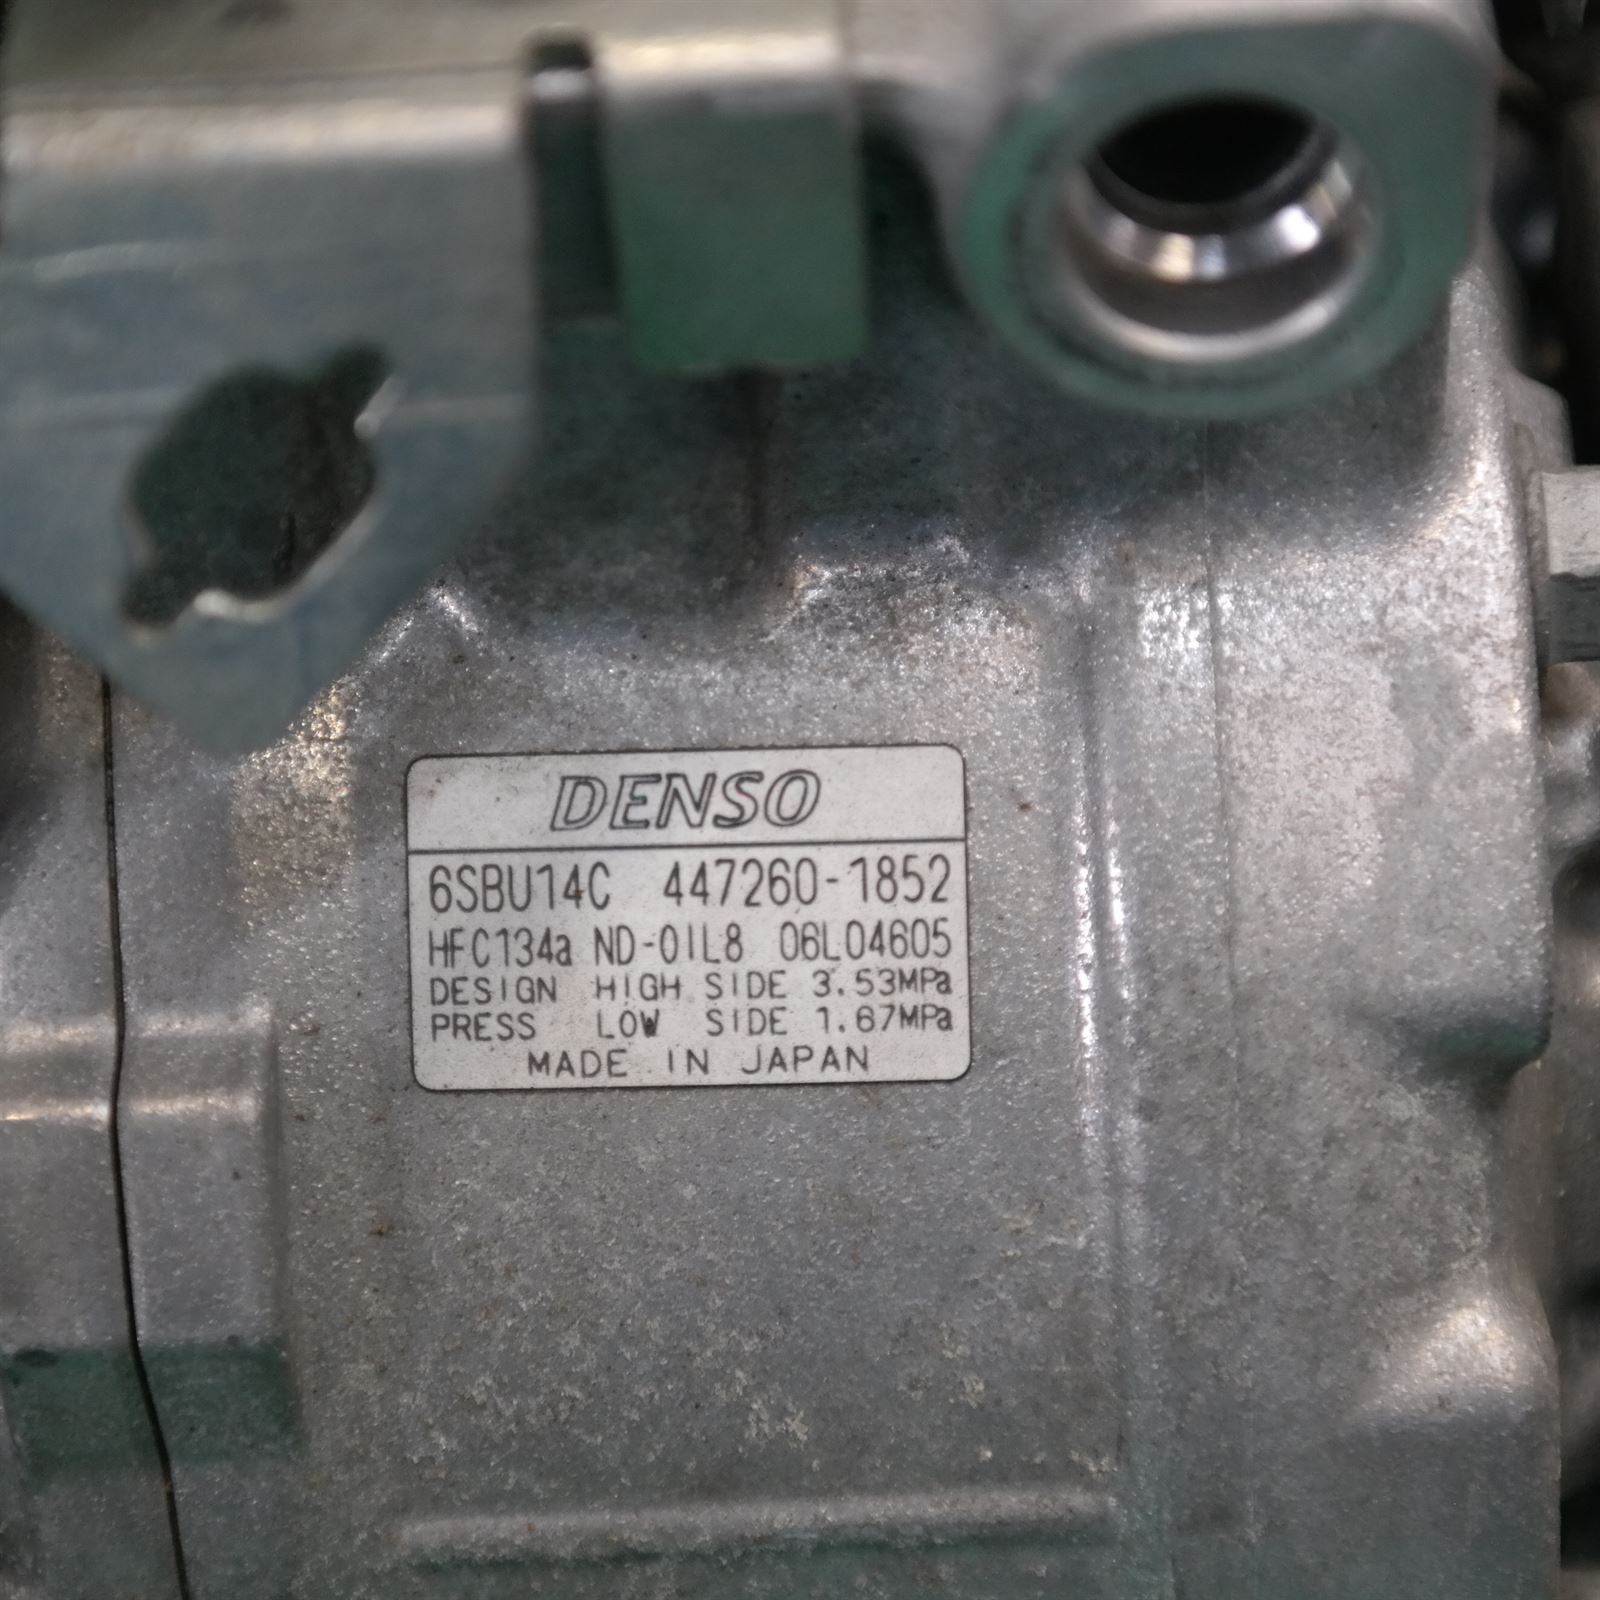 DENSO
6SBU14C 447260-1852
HFC134a ND-OIL8 06L04605
DESIGN HIGH SIDE 3.53MPa
PRESS LOW SIDE 1.67MPa
MADE IN JAPAN